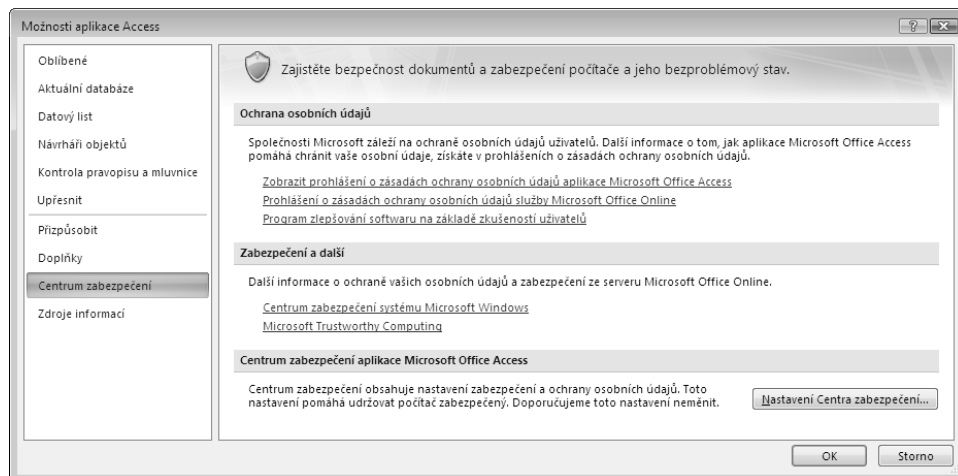 Možnosti aplikace Access
Oblíbené
Aktuální databáze
Datový list
Návrháři objektů
Kontrola pravopisu a mluvnice
Upřesnit
Přizpůsobit
Doplňky
Centrum zabezpečení
Zdroje informací
Zajistěte bezpečnost dokumentů a zabezpečení počítače a jeho bezproblémový stav.
Ochrana osobních údajů
Společnosti Microsoft záleží na ochraně osobních údajů uživatelů. Další informace o tom, jak aplikace Microsoft Office Access
pomáhá chránit vaše osobní údaje, získáte v prohlášeních o zásadách ochrany osobních údajů.
Zobrazit prohlášení o zásadách ochrany osobních údajů aplikace Microsoft Office Access
Prohlášení o zásadách ochrany osobních údajů služby Microsoft Office Online
Program zlepšování softwaru na základě zkušeností uživatelů
Zabezpečení a další
Další informace o ochraně vašich osobních údajů a zabezpečení ze serveru Microsoft Office Online.
Centrum zabezpečení systému Microsoft Windows
Microsoft Trustworthy Computing
Centrum zabezpečení aplikace Microsoft Office Access
Centrum zabezpečení obsahuje nastavení zabezpečení a ochrany osobních údajů. Toto
nastavení pomáhá udržovat počítač zabezpečený. Doporučujeme toto nastavení neměnit.
Nastavení Centra zabezpečení...
OK
Storno